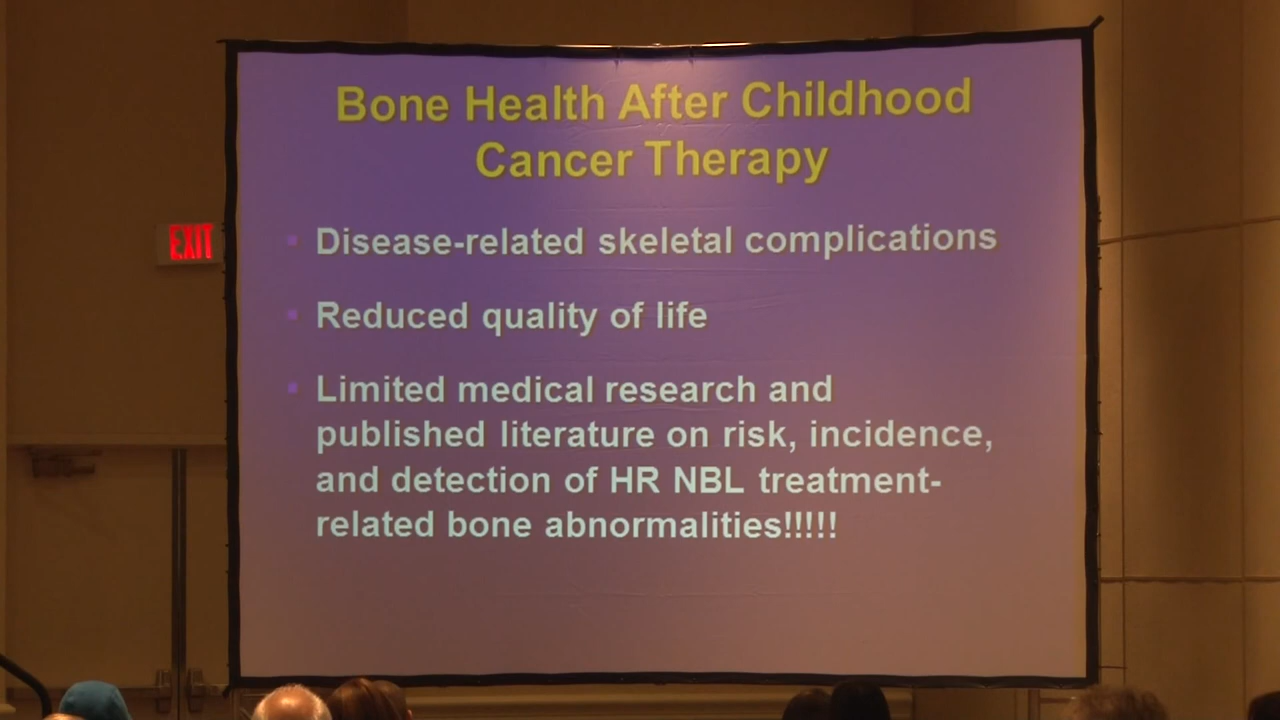 Bone Health After Childhood
Cancer Therapy
EXIT
Disease-related skeletal complications
Reduced quality of life
Limited medical research and
published literature on risk, incidence,
and detection of HR NBL treatment-
related bone abnormalities!!!!!